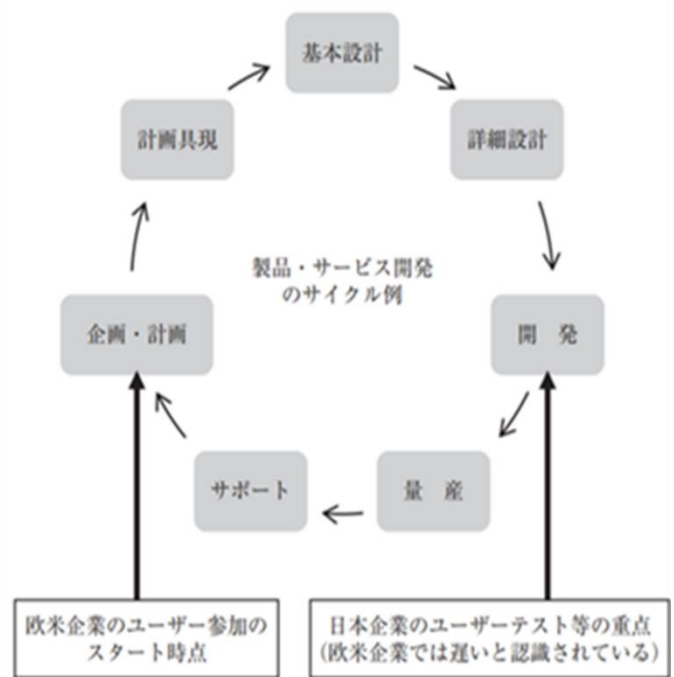 基本設計
計画具現
詳細設計
製品・サービス開発
のサイクル例
企画・計画
開　発
サポート
量　産
欧米企業のユーザー参加の
スタート時点
日本企業のユーザーテスト等の重点
(欧米企業では遅いと認識されている)